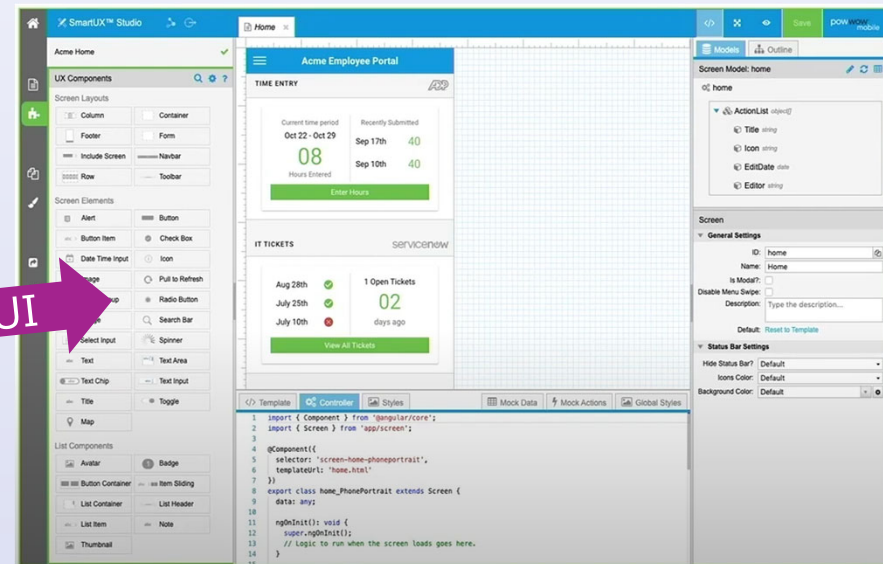 SmartUX™ Studio
Home
Save
powwow mobile
Acme Home
UX Components
Screen Layouts
Column
Container
Footer
Form
Include Screen
Navbar
Row
Toolbar
Screen Elements
Alert
Button
Button Item
Check Box
Date Time Input
Icon
Pull to Refresh
Radio Button
Search Bar
Select Input
Spinner
Text
Text Area
Text Chip
Text Input
Title
Toggle
Map
List Components
Avatar
Badge
Button Container
Item Sliding
List Container
List Header
List Item
Note
Thumbnail
UI
Acme Employee Portal
TIME ENTRY
ADP
Current time period
Oct 22 - Oct 29
08
Hours Entered
Recently Submitted
Sep 17th 40
Sep 10th 40
Enter Hours
IT TICKETS
servicenow
Aug 28th
July 25th
July 10th
1 Open Tickets
02
days ago
View All Tickets
Template
Controller
Styles
Mock Data
Mock Actions
Global Styles
1 import { Component } from '@angular/core';
2 import { Screen } from 'app/screen';
3
4 @Component({
5 selector: 'screen-home-phoneportrait',
6 templateUrl: 'home.html'
7 })
8 export class home_PhonePortrait extends Screen {
9 data: any;
10
11 ngOnInit(): void {
12 super.ngOnInit();
13 // Logic to run when the screen loads goes here.
14 }
Models
Outline
Screen Model: home
home
ActionList object[]
Title string
Icon string
EditDate date
Editor string
Screen
General Settings
ID: home
Name: Home
Is Modal?:
Disable Menu Swipe:
Description: Type the description...
Default: Reset to Template
Status Bar Settings
Hide Status Bar? Default
Icons Color: Default
Background Color: Default